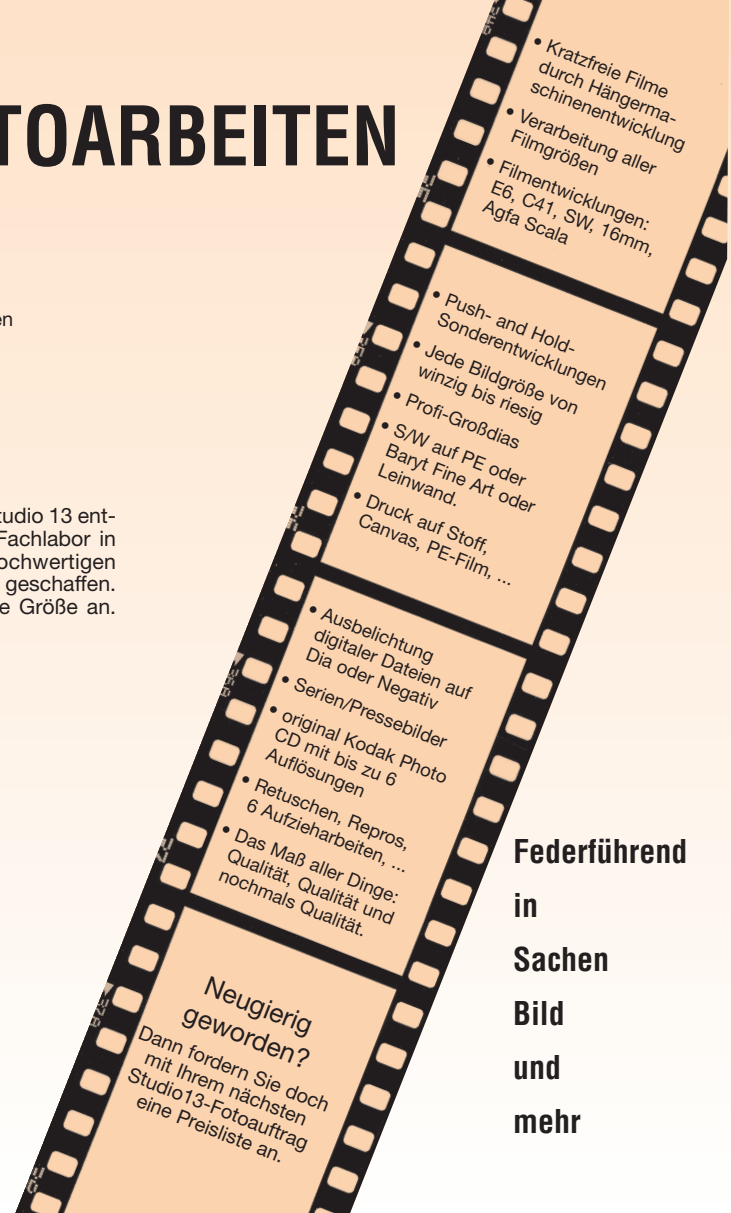 TOARBEITEN
en
tudio 13 ent-
Fachlabor in
ochwertigen
geschaffen.
e Größe an.
• Kratzfreie Filme
durch Hängerma-
schinenentwicklung
• Verarbeitung aller
Filmgrößen
• Filmentwicklungen:
E6, C41, SW, 16mm,
Agfa Scala
• Push- and Hold-
Sonderentwicklungen
• Jede Bildgröße von
winzig bis riesig
• Profi-Großdias
• S/W auf PE oder
Baryt Fine Art oder
Leinwand.
• Druck auf Stoff,
Canvas, PE-Film, ...
• Ausbelichtung
digitaler Dateien auf
Dia oder Negativ
• Serien/Pressebilder
• original Kodak Photo
CD mit bis zu 6
Auflösungen
• Retuschen, Repros,
6 Aufzieharbeiten, ...
• Das Maß aller Dinge:
Qualität, Qualität und
nochmals Qualität.
Neugierig
geworden?
Dann fordern Sie doch
mit Ihrem nächsten
Studio13-Fotoauftrag
eine Preisliste an.
Federführend
in
Sachen
Bild
und
mehr